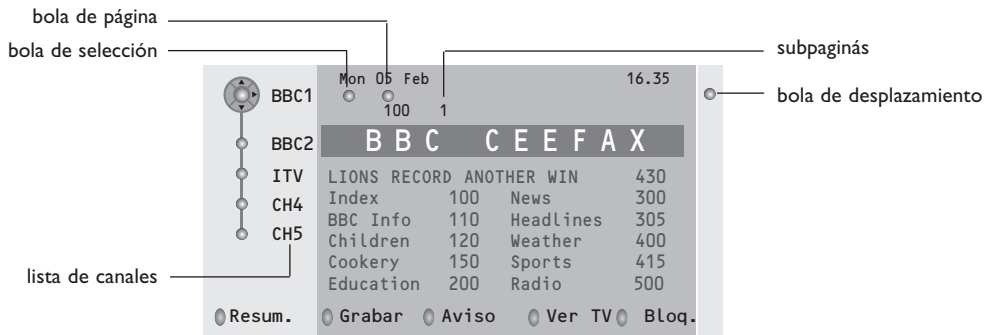 bola de página
bola de selección
subpaginás
bola de desplazamiento
lista de canales
Mon 05 Feb 16.35
100 1
BBC1
BBC2
ITV
CH4
CH5
BBC CEEFAX
LIONS RECORD ANOTHER WIN 430
Index 100 News 300
BBC Info 110 Headlines 305
Children 120 Weather 400
Cookery 150 Sports 415
Education 200 Radio 500
Resum. Grabar Aviso Ver TV Bloq.